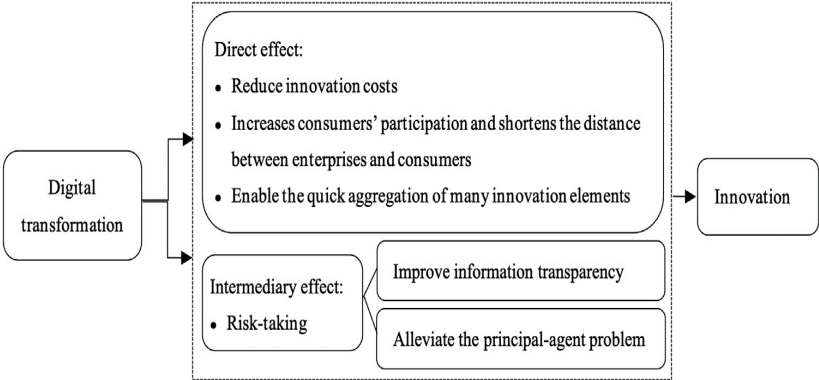 Digital
transformation
Direct effect:
• Reduce innovation costs
• Increases consumers’ participation and shortens the distance
between enterprises and consumers
• Enable the quick aggregation of many innovation elements
Intermediary effect:
• Risk-taking
Improve information transparency
Alleviate the principal-agent problem
Innovation